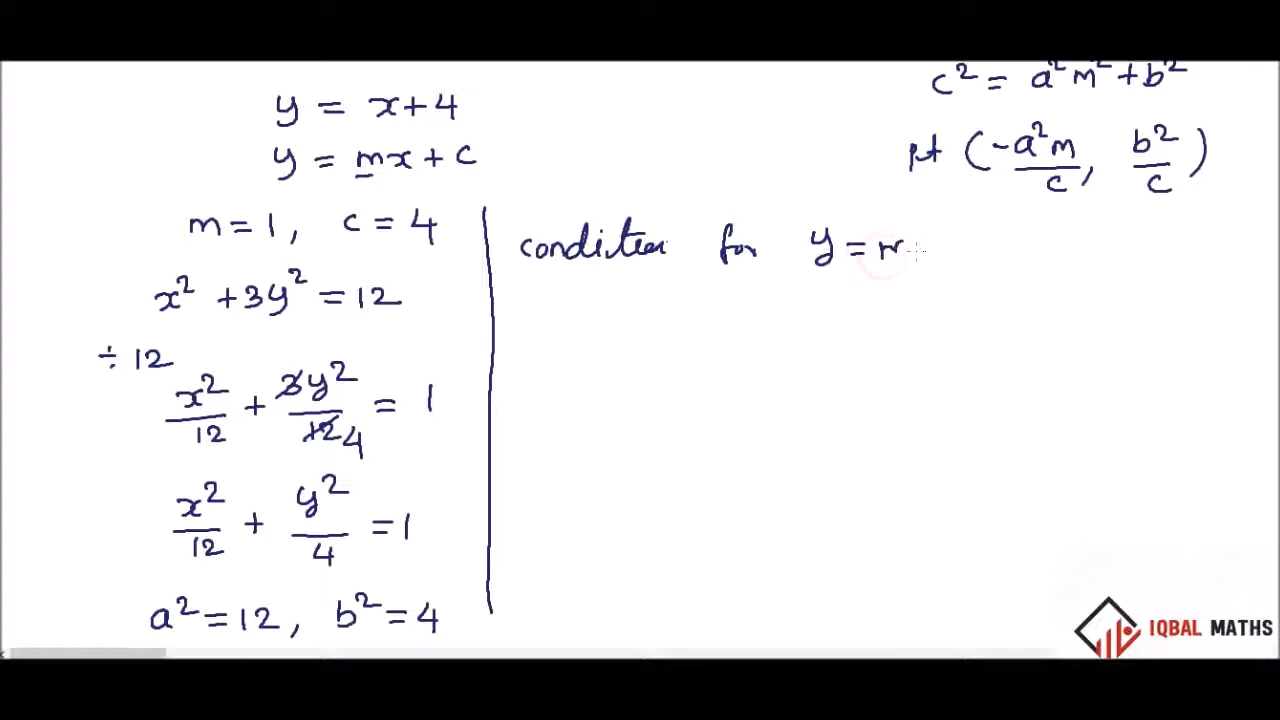 y = x + 4
y = mx + c
m = 1, c = 4
x² + 3y² = 12
÷ 12
x²/12 + 3y²/12 4 = 1
x²/12 + y²/4 = 1
a² = 12, b² = 4
c² = a²m² + b²
pt (-a²m/c, b²/c)
condition for y =
IQBAL MATHS